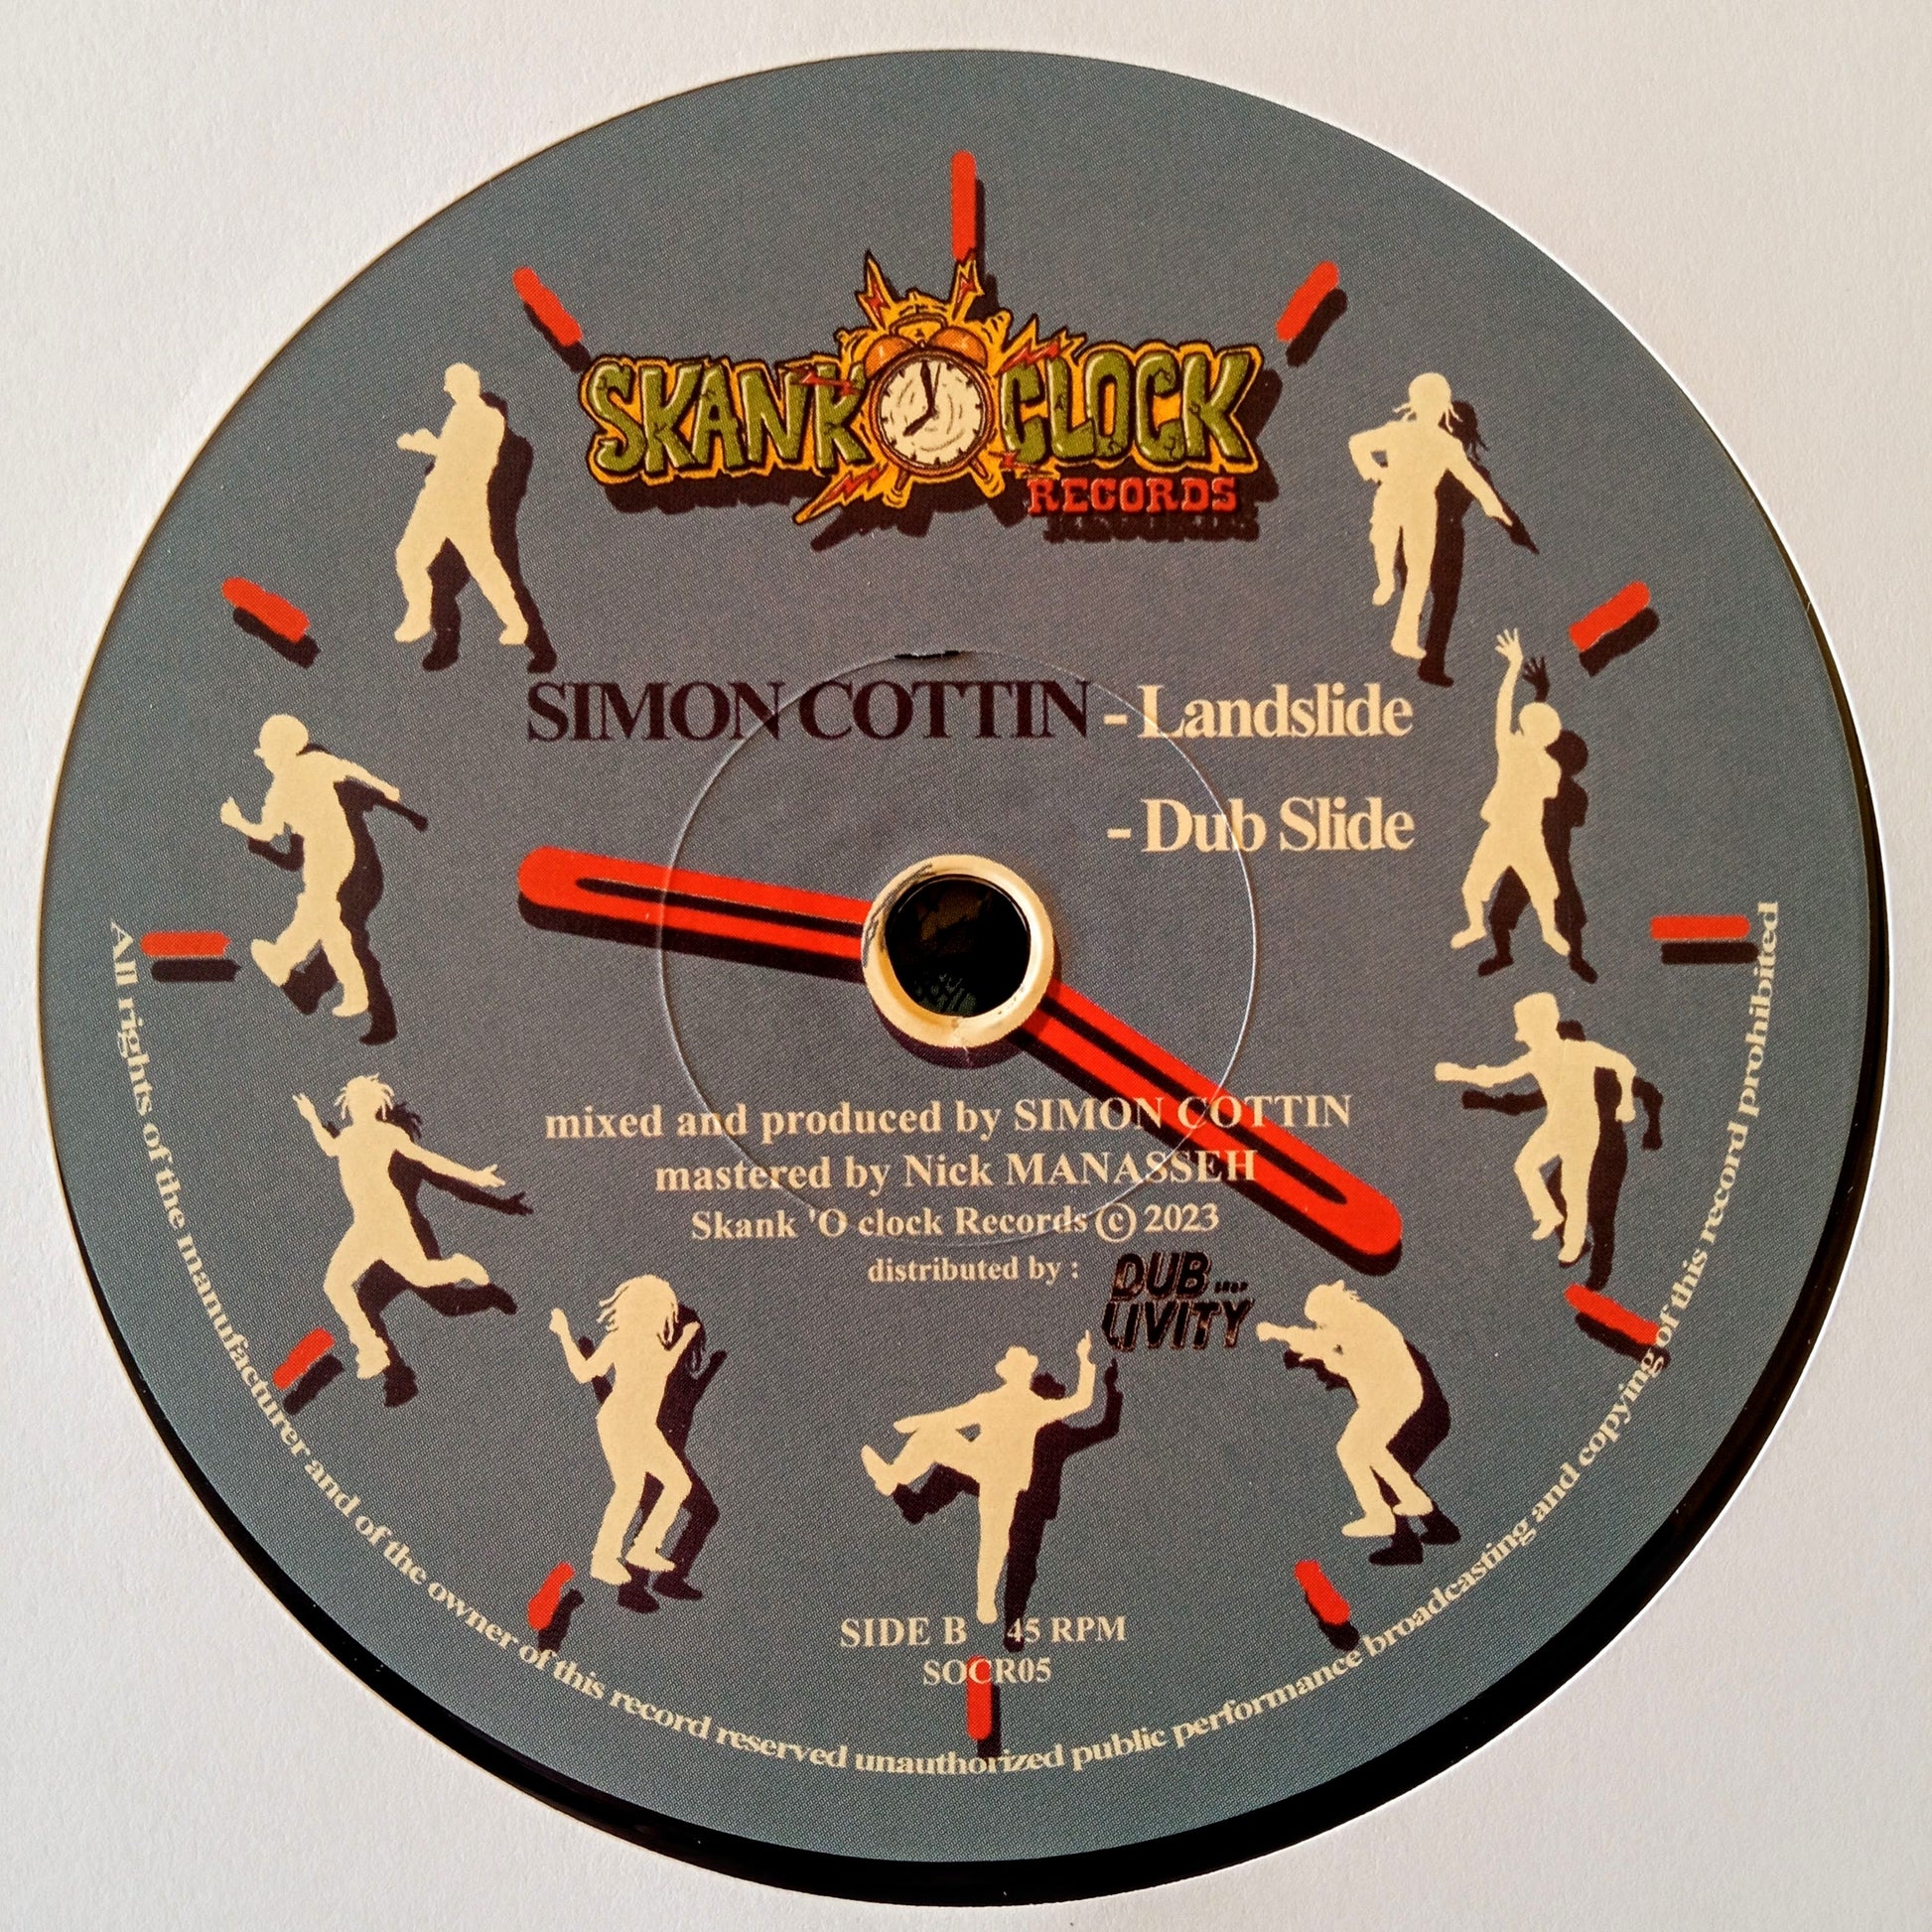 SKANK O CLOCK
RECORDS
SIMON COTTIN - Landslide
- Dub Slide
mixed and produced by SIMON COTTIN
mastered by Nick MANASSEH
Skank 'O clock Records © 2023
distributed by :
DUB....
LIVITY
SIDE B 45 RPM
SOCR05
All rights of the manufacturer and of the owner of this record reserved unauthorized public performance broadcasting and copying of this record prohibited